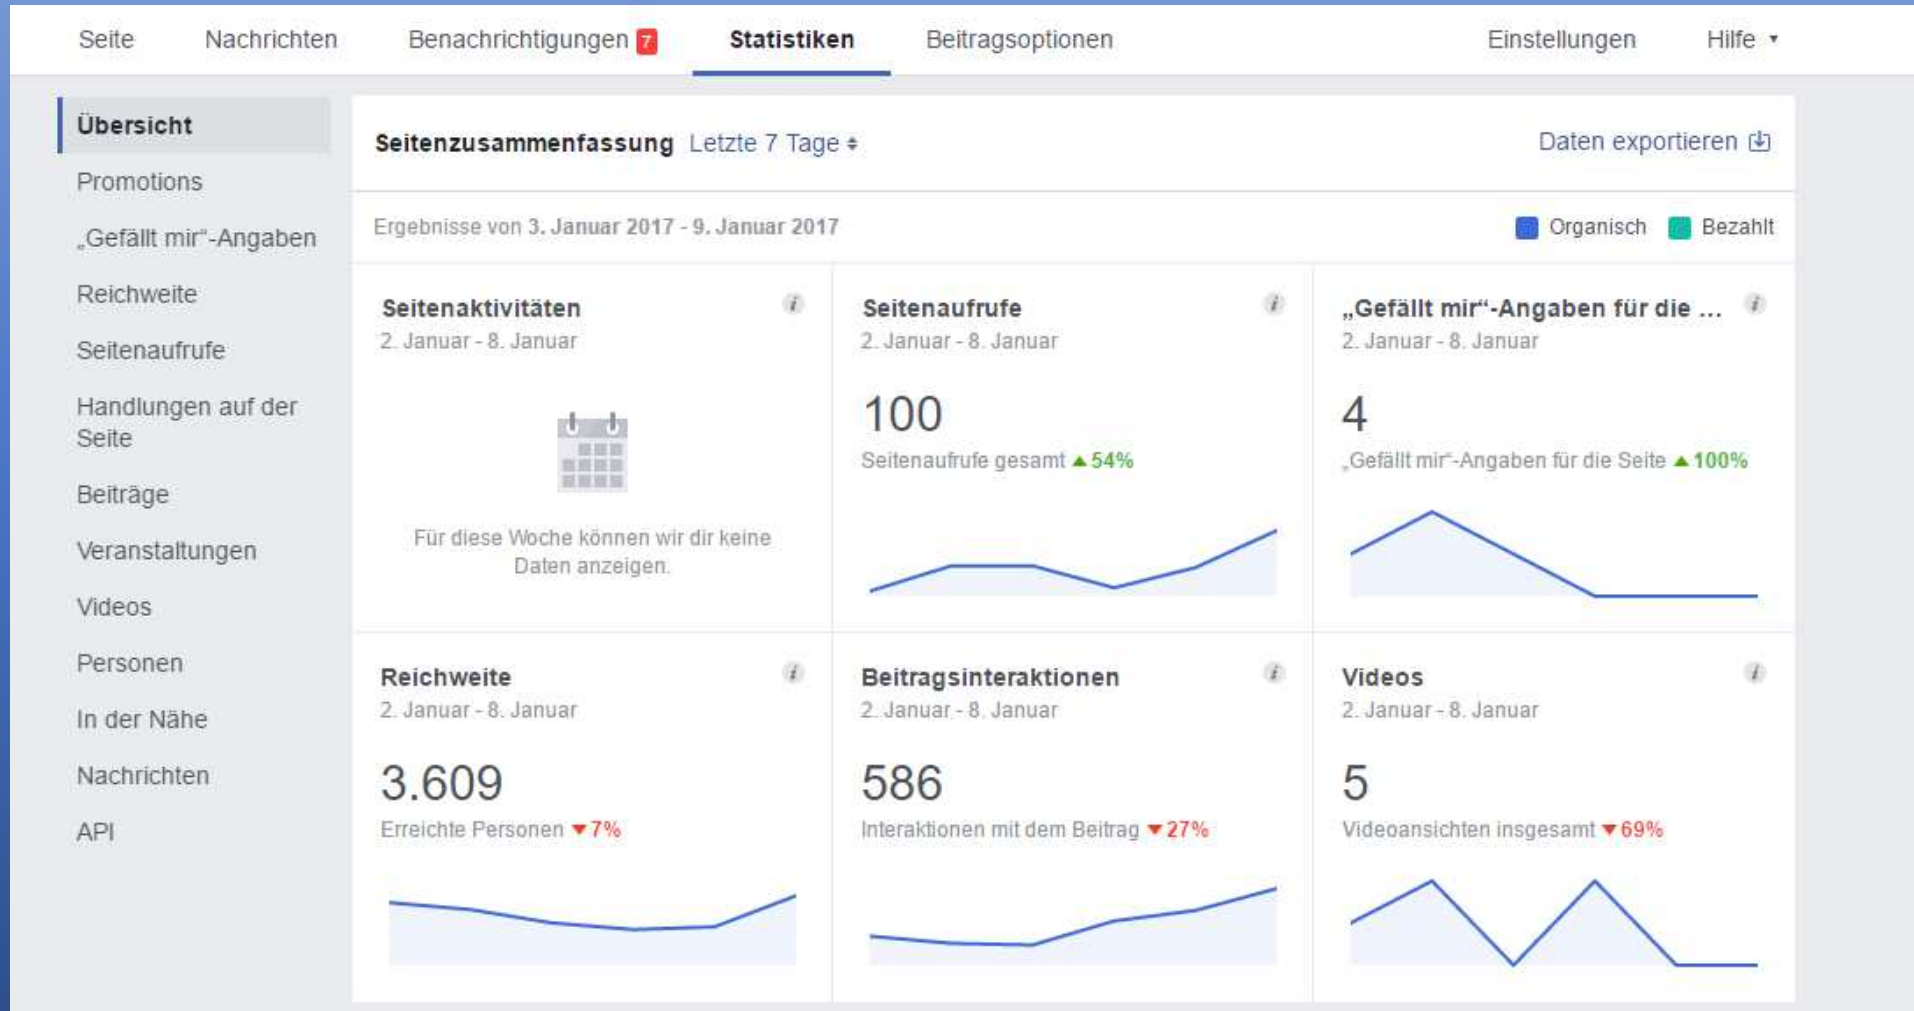 Seite Nachrichten Benachrichtigungen 7 Statistiken Beitragsoptionen Einstellungen Hilfe
Übersicht
Promotions
„Gefällt mir"-Angaben
Reichweite
Seitenaufrufe
Handlungen auf der
Seite
Beiträge
Veranstaltungen
Videos
Personen
In der Nähe
Nachrichten
API
Seitenzusammenfassung Letzte 7 Tage Daten exportieren
Ergebnisse von 3. Januar 2017 - 9. Januar 2017 Organisch Bezahlt
Seitenaktivitäten i
2. Januar - 8. Januar
Für diese Woche können wir dir keine
Daten anzeigen.
Seitenaufrufe i
2. Januar - 8. Januar
100
Seitenaufrufe gesamt ▲54%
„Gefällt mir“-Angaben für die ... i
2. Januar - 8. Januar
4
„Gefällt mir“-Angaben für die Seite ▲100%
Reichweite i
2. Januar - 8. Januar
3.609
Erreichte Personen ▼7%
Beitragsinteraktionen i
2. Januar - 8. Januar
586
Interaktionen mit dem Beitrag ▼27%
Videos i
2. Januar - 8. Januar
5
Videoansichten insgesamt ▼69%